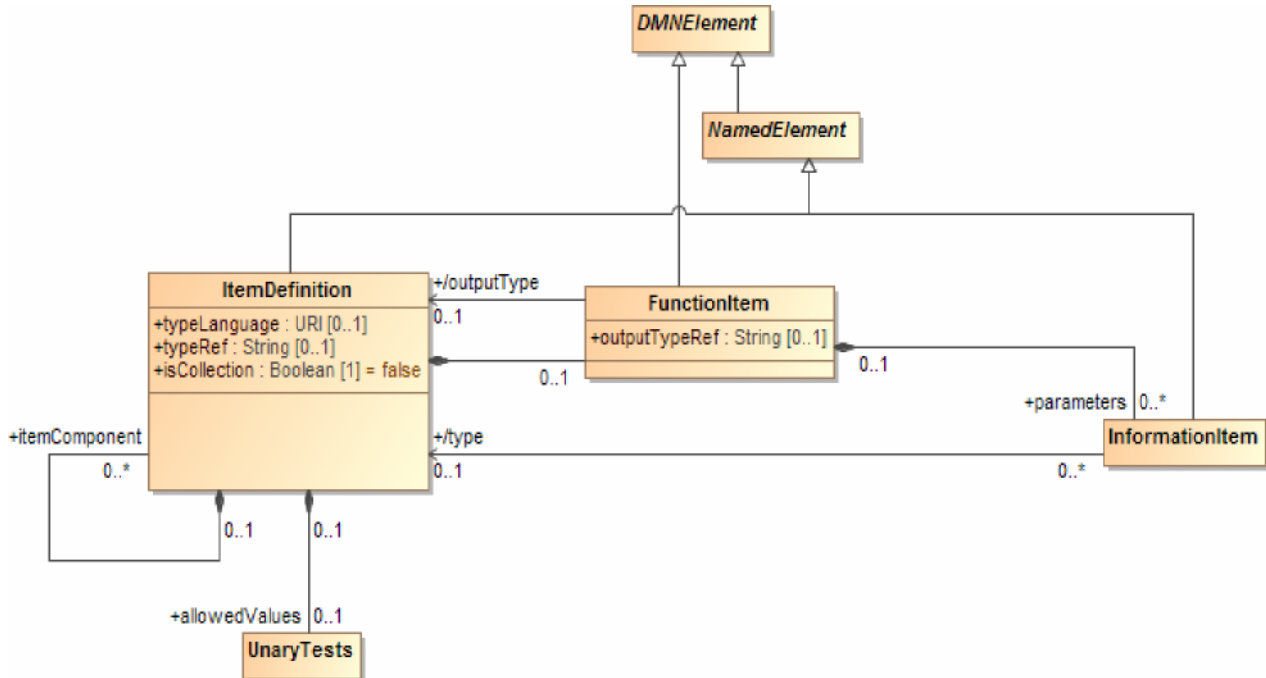 DMNElement
NamedElement
ItemDefinition
+typeLanguage : URI [0..1]
+typeRef : String [0..1]
+isCollection : Boolean [1] = false
+/outputType
0..1
0..1
FunctionItem
+outputTypeRef : String [0..1]
0..1
+parameters
0..*
InformationItem
+/type
0..1
0..*
+itemComponent
0..*
0..1
0..1
+allowedValues
0..1
UnaryTests